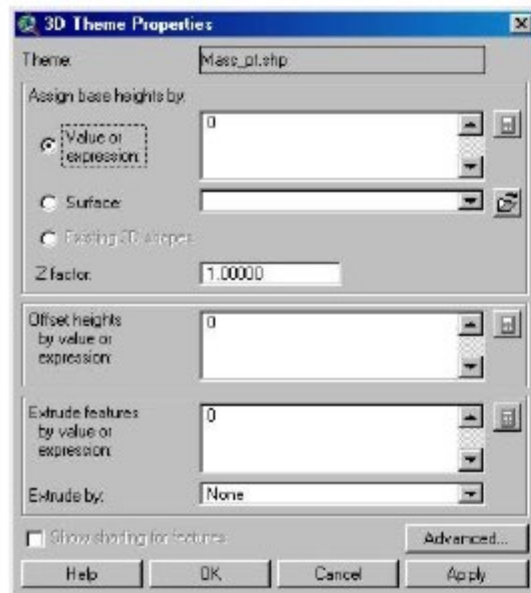 3D Theme Properties
Theme: Mass_pt.shp
Assign base heights by:
Value or
expression:
0
Surface:
Existing 3D shapes
Z factor: 1.00000
Offset heights
by value or
expression:
0
Extrude features
by value or
expression:
0
Extrude by: None
Show shading for features
Advanced...
Help OK Cancel Apply